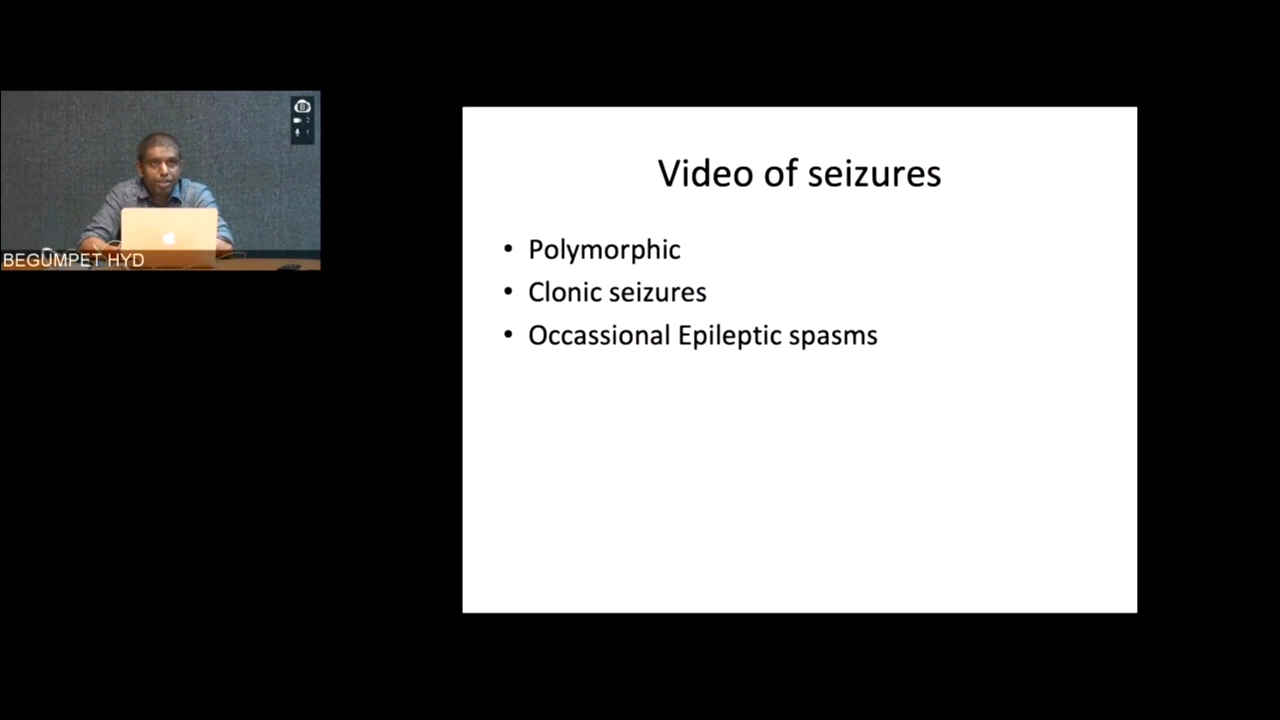 BEGUMPET HYD
Video of seizures
• Polymorphic
• Clonic seizures
• Occassional Epileptic spasms